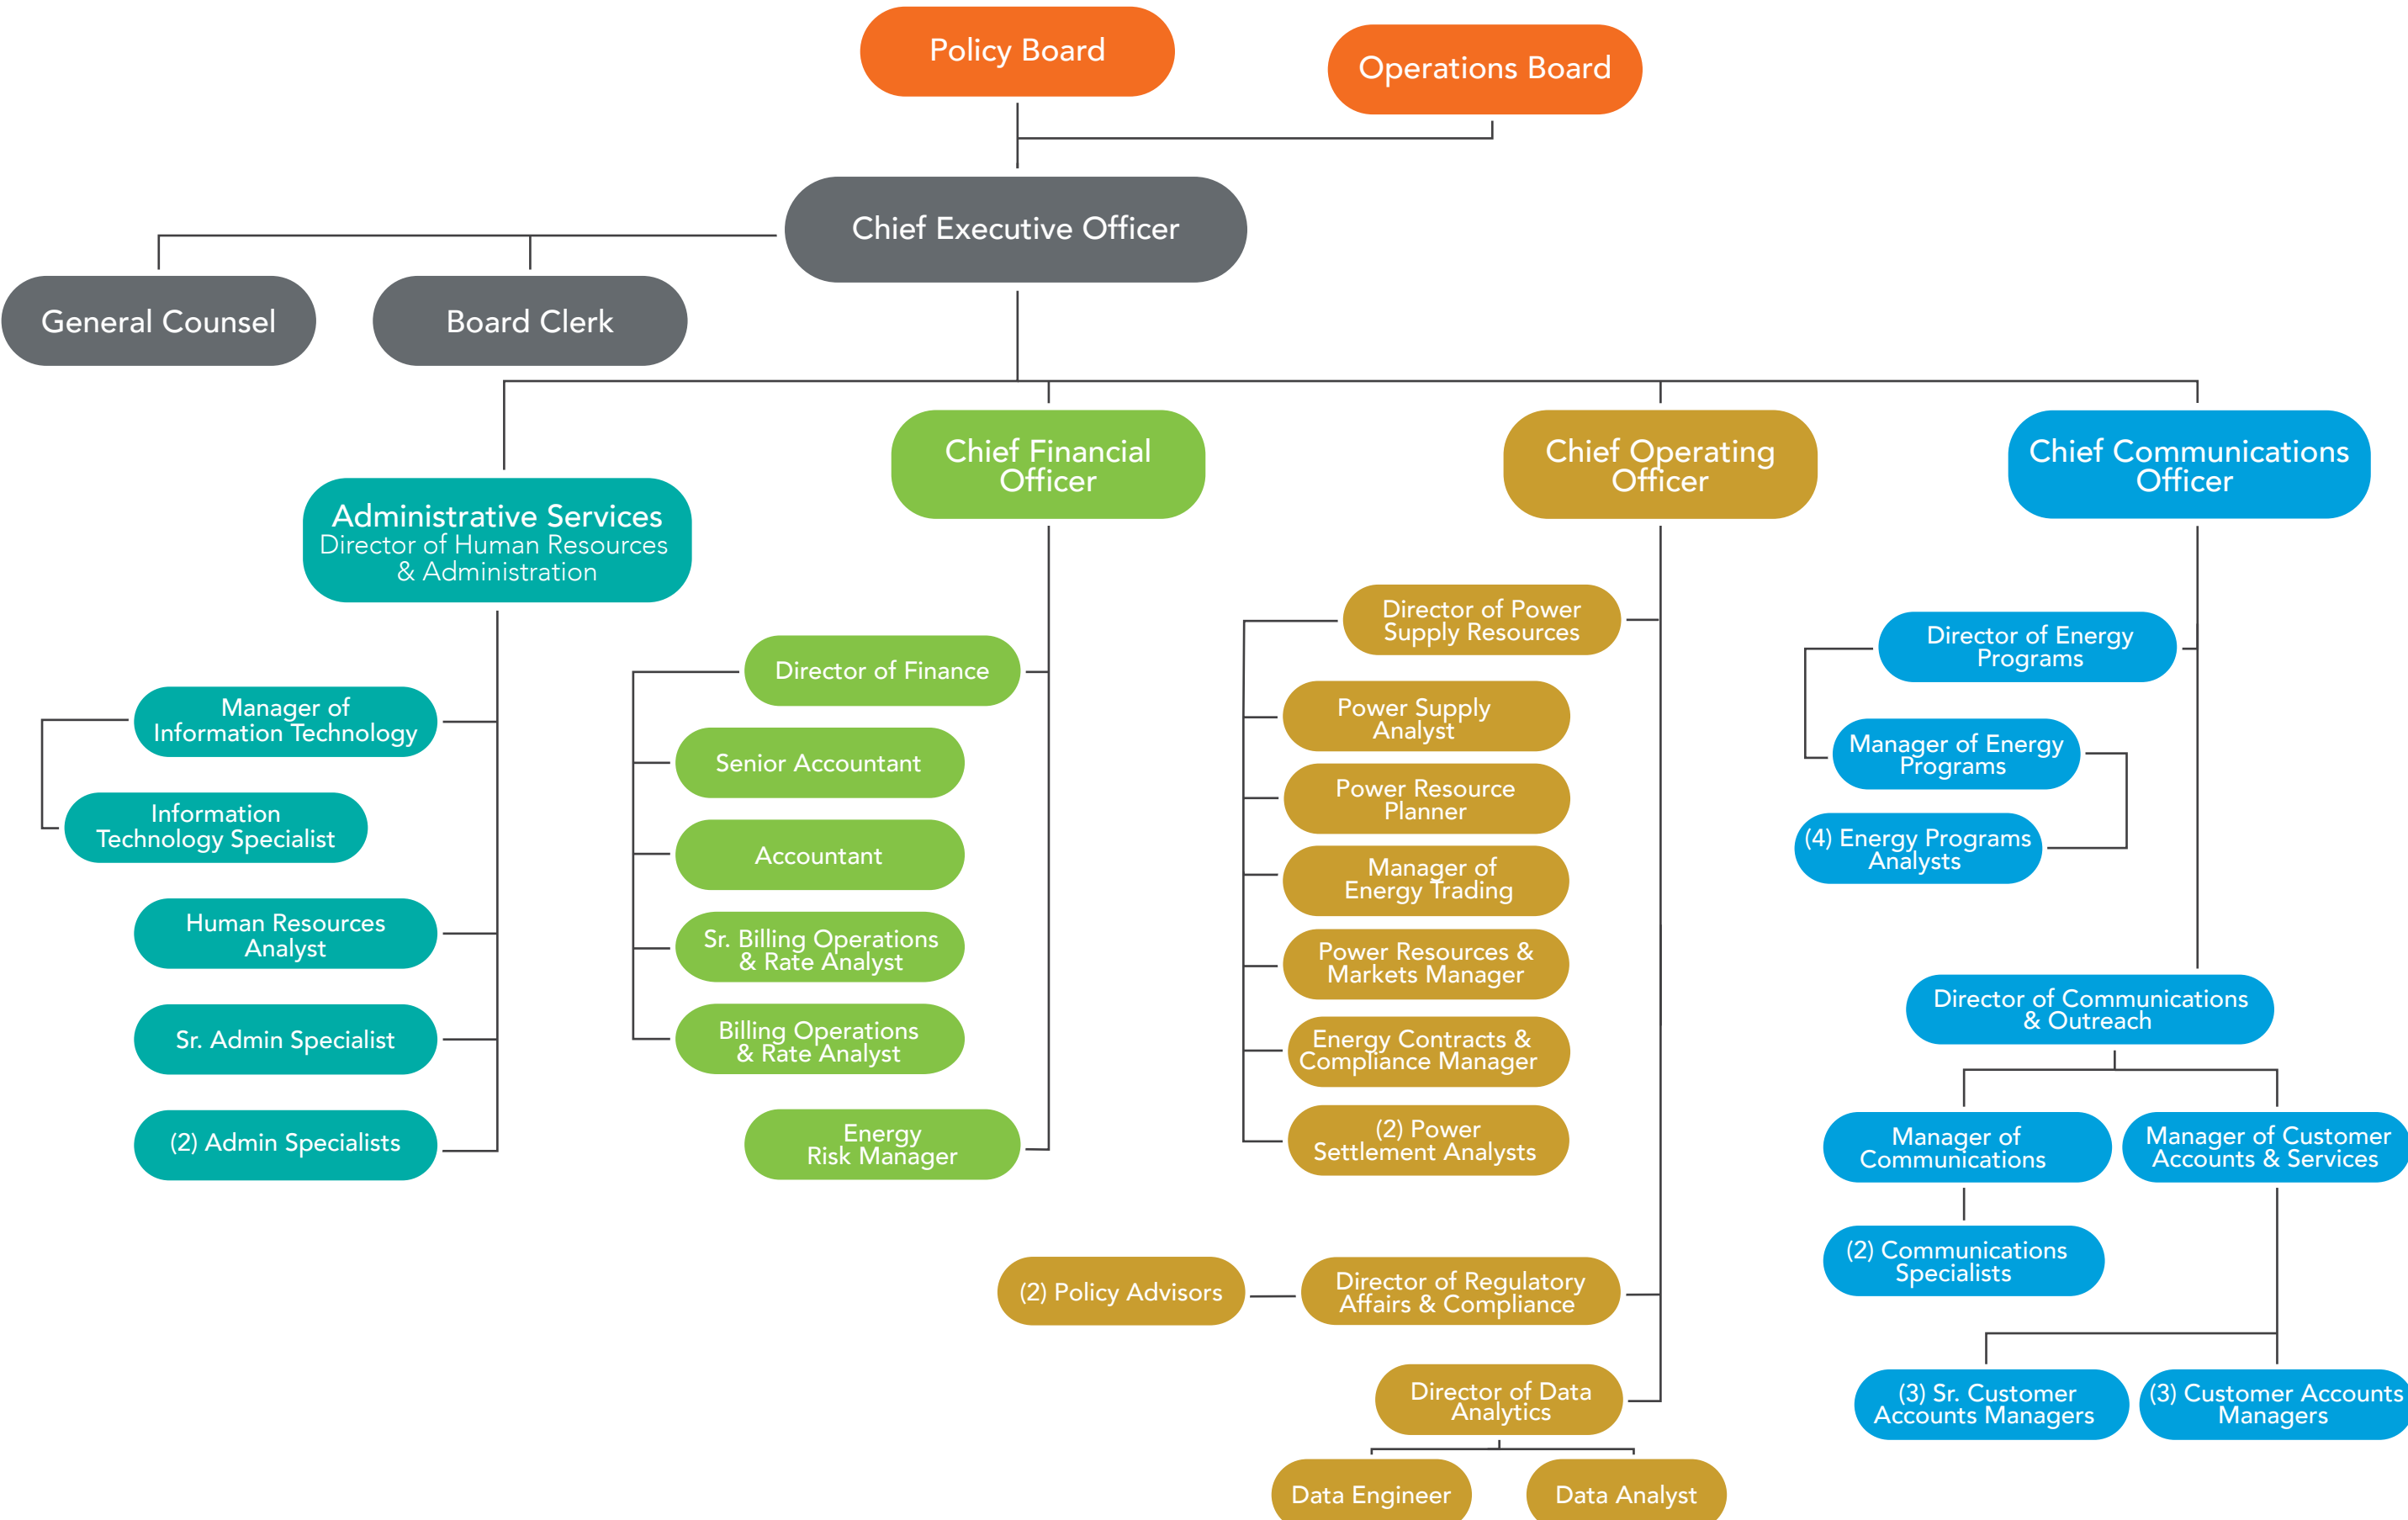 Policy Board
Operations Board
Chief Executive Officer
General Counsel
Board Clerk
Administrative Services
Director of Human Resources
& Administration
Manager of
Information Technology
Information
Technology Specialist
Human Resources
Analyst
Sr. Admin Specialist
(2) Admin Specialists
Chief Financial
Officer
Director of Finance
Senior Accountant
Accountant
Sr. Billing Operations
& Rate Analyst
Billing Operations
& Rate Analyst
Energy
Risk Manager
Chief Operating
Officer
Director of Power
Supply Resources
Power Supply
Analyst
Power Resource
Planner
Manager of
Energy Trading
Power Resources &
Markets Manager
Energy Contracts &
Compliance Manager
(2) Power
Settlement Analysts
(2) Policy Advisors
Director of Regulatory
Affairs & Compliance
Director of Data
Analytics
Data Engineer
Data Analyst
Chief Communications
Officer
Director of Energy
Programs
Manager of Energy
Programs
(4) Energy Programs
Analysts
Director of Communications
& Outreach
Manager of
Communications
Manager of Customer
Accounts & Services
(2) Communications
Specialists
(3) Sr. Customer
Accounts Managers
(3) Customer Accounts
Managers